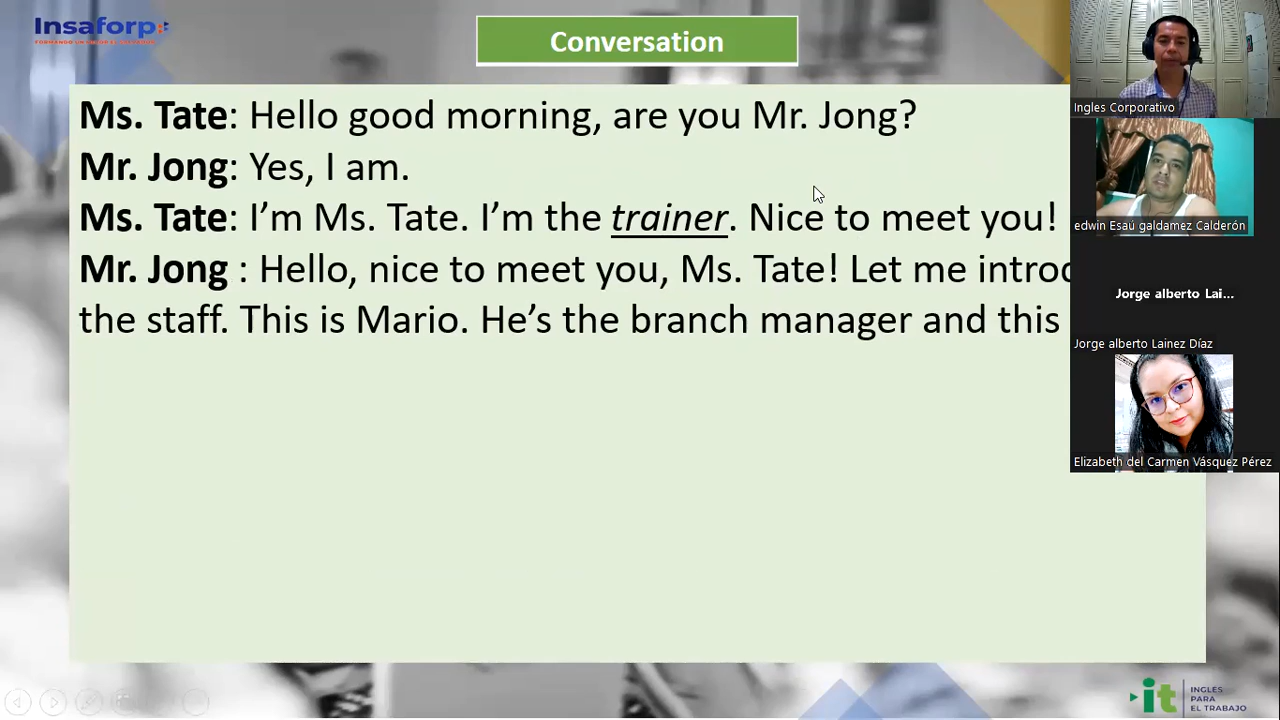 Insaforp
Conversation
Ms. Tate: Hello good morning, are you Mr. Jong?
Mr. Jong: Yes, I am.
Ms. Tate: I’m Ms. Tate. I’m the trainer. Nice to meet you!
Mr. Jong : Hello, nice to meet you, Ms. Tate! Let me introd
the staff. This is Mario. He’s the branch manager and this
Ingles Corporativo
edwin Esaú galdamez Calderón
Jorge alberto Lai...
Jorge alberto Lainez Díaz
Elizabeth del Carmen Vásquez Pérez
it
INGLES
PARA
EL TRABAJO